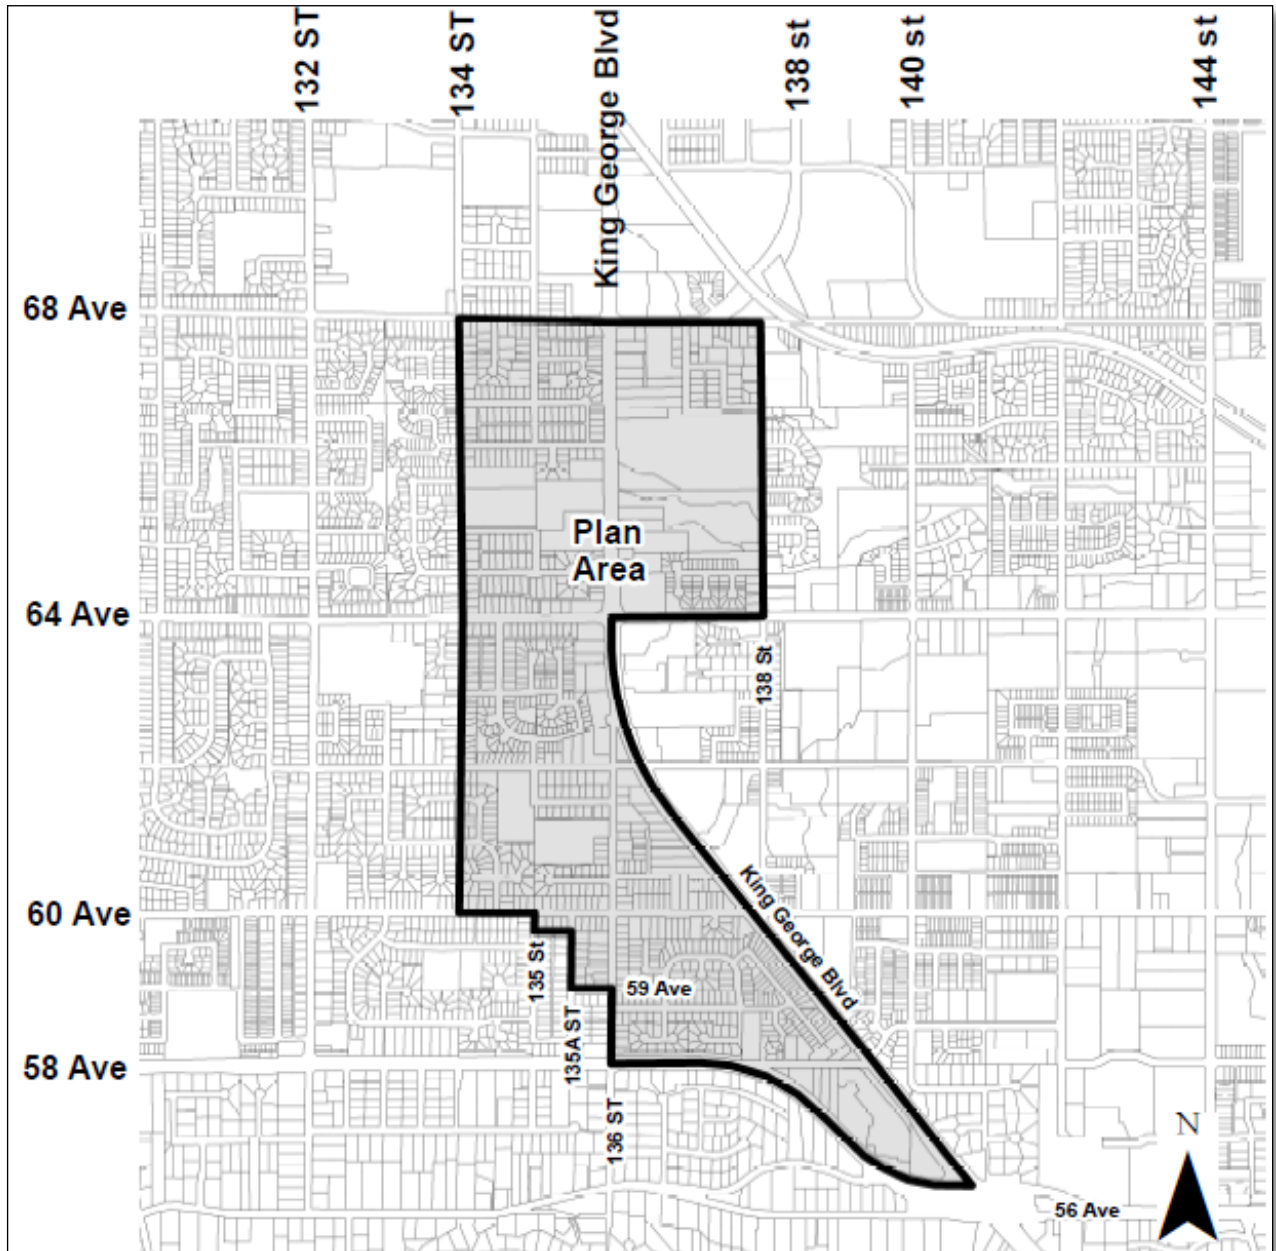 132 ST
134 ST
King George Blvd
138 st
140 st
144 st
68 Ave
Plan
Area
64 Ave
138 St
King George Blvd
60 Ave
135 St
59 Ave
135A ST
58 Ave
136 ST
N
56 Ave